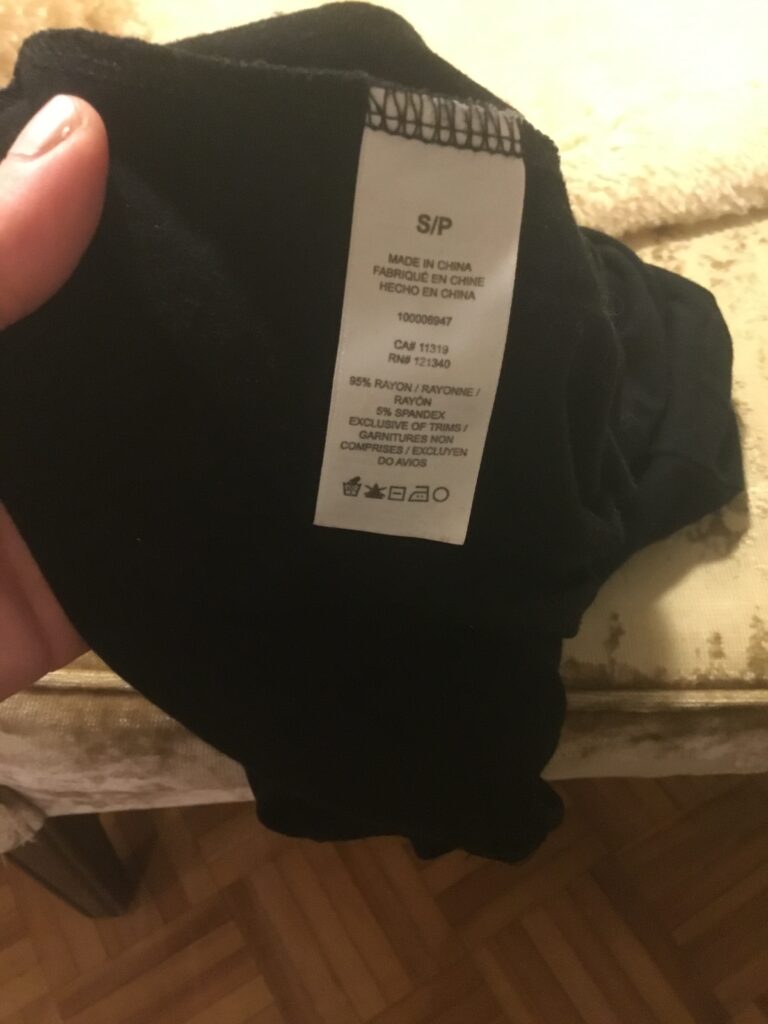 S/P
MADE IN CHINA
FABRIQUÉ EN CHINE
HECHO EN CHINA
100006947
CA# 11319
RN# 121340
95% RAYON / RAYONNE /
RAYÓN
5% SPANDEX
EXCLUSIVE OF TRIMS /
GARNITURES NON
COMPRISES / EXCLUYEN
DO AVIOS